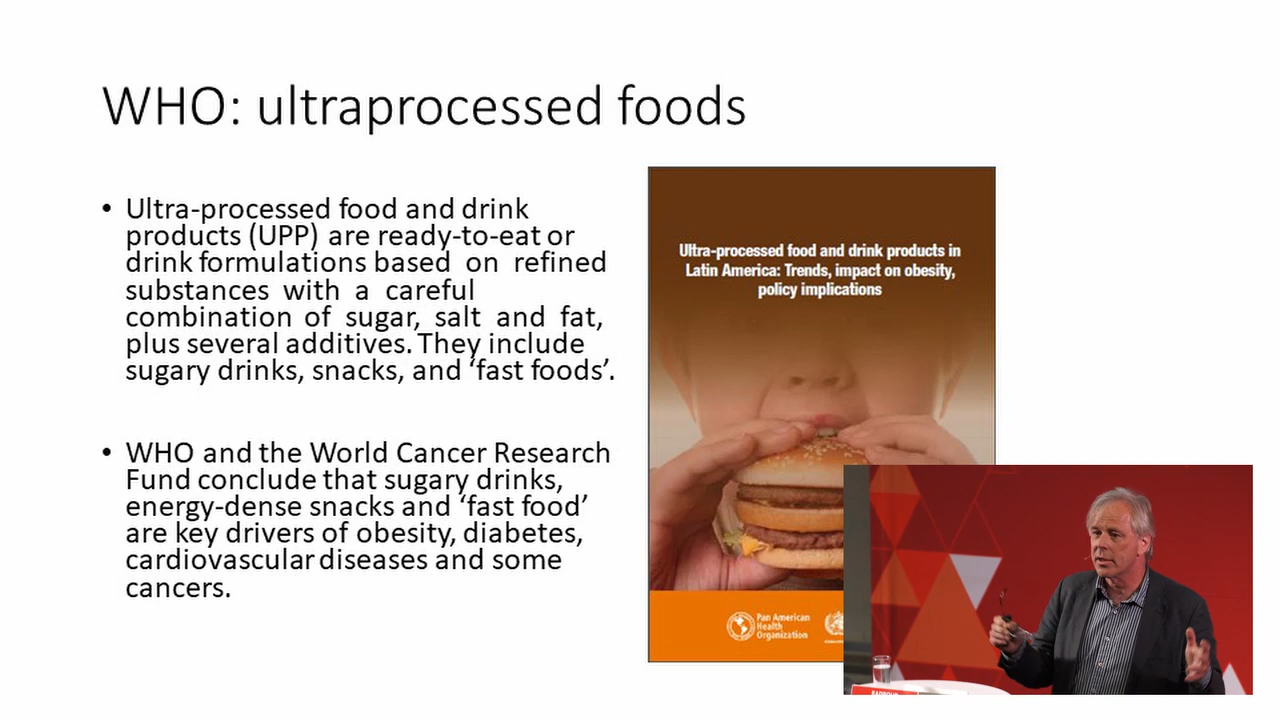 WHO: ultraprocessed foods
• Ultra-processed food and drink
products (UPP) are ready-to-eat or
drink formulations based on refined
substances with a careful
combination of sugar, salt and fat,
plus several additives. They include
sugary drinks, snacks, and ‘fast foods’.
• WHO and the World Cancer Research
Fund conclude that sugary drinks,
energy-dense snacks and ‘fast food’
are key drivers of obesity, diabetes,
cardiovascular diseases and some
cancers.
Ultra-processed food and drink products in
Latin America: Trends, impact on obesity,
policy implications
Pan American
Health
Organization